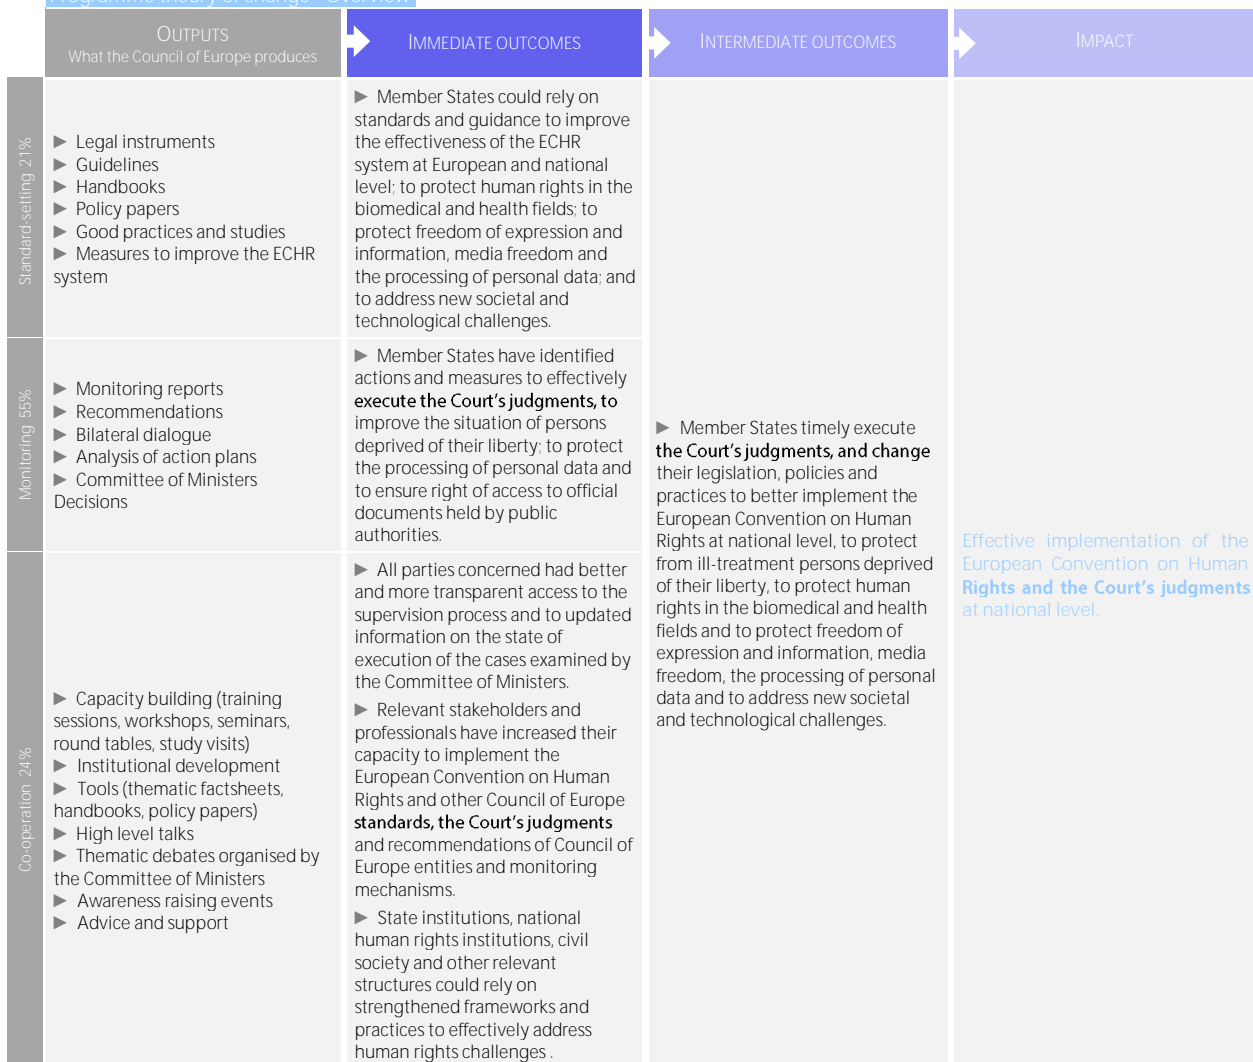 Programme theory of change - Overview
OUTPUTS
What the Council of Europe produces
IMMEDIATE OUTCOMES
INTERMEDIATE OUTCOMES
IMPACT
Standard-setting 21%
► Legal instruments
► Guidelines
► Handbooks
► Policy papers
► Good practices and studies
► Measures to improve the ECHR
system
► Member States could rely on
standards and guidance to improve
the effectiveness of the ECHR
system at European and national
level; to protect human rights in the
biomedical and health fields; to
protect freedom of expression and
information, media freedom and
the processing of personal data; and
to address new societal and
technological challenges.
Monitoring 55%
► Monitoring reports
► Recommendations
► Bilateral dialogue
► Analysis of action plans
► Committee of Ministers
Decisions
► Member States have identified
actions and measures to effectively
execute the Court’s judgments, to
improve the situation of persons
deprived of their liberty; to protect
the processing of personal data and
to ensure right of access to official
documents held by public
authorities.
Co-operation 24%
► Capacity building (training
sessions, workshops, seminars,
round tables, study visits)
► Institutional development
► Tools (thematic factsheets,
handbooks, policy papers)
► High level talks
► Thematic debates organised by
the Committee of Ministers
► Awareness raising events
► Advice and support
► All parties concerned had better
and more transparent access to the
supervision process and to updated
information on the state of
execution of the cases examined by
the Committee of Ministers.
► Relevant stakeholders and
professionals have increased their
capacity to implement the
European Convention on Human
Rights and other Council of Europe
standards, the Court’s judgments
and recommendations of Council of
Europe entities and monitoring
mechanisms.
► State institutions, national
human rights institutions, civil
society and other relevant
structures could rely on
strengthened frameworks and
practices to effectively address
human rights challenges .
► Member States timely execute
the Court’s judgments, and change
their legislation, policies and
practices to better implement the
European Convention on Human
Rights at national level, to protect
from ill-treatment persons deprived
of their liberty, to protect human
rights in the biomedical and health
fields and to protect freedom of
expression and information, media
freedom, the processing of personal
data and to address new societal
and technological challenges.
Effective implementation of the
European Convention on Human
Rights and the Court’s judgments
at national level.